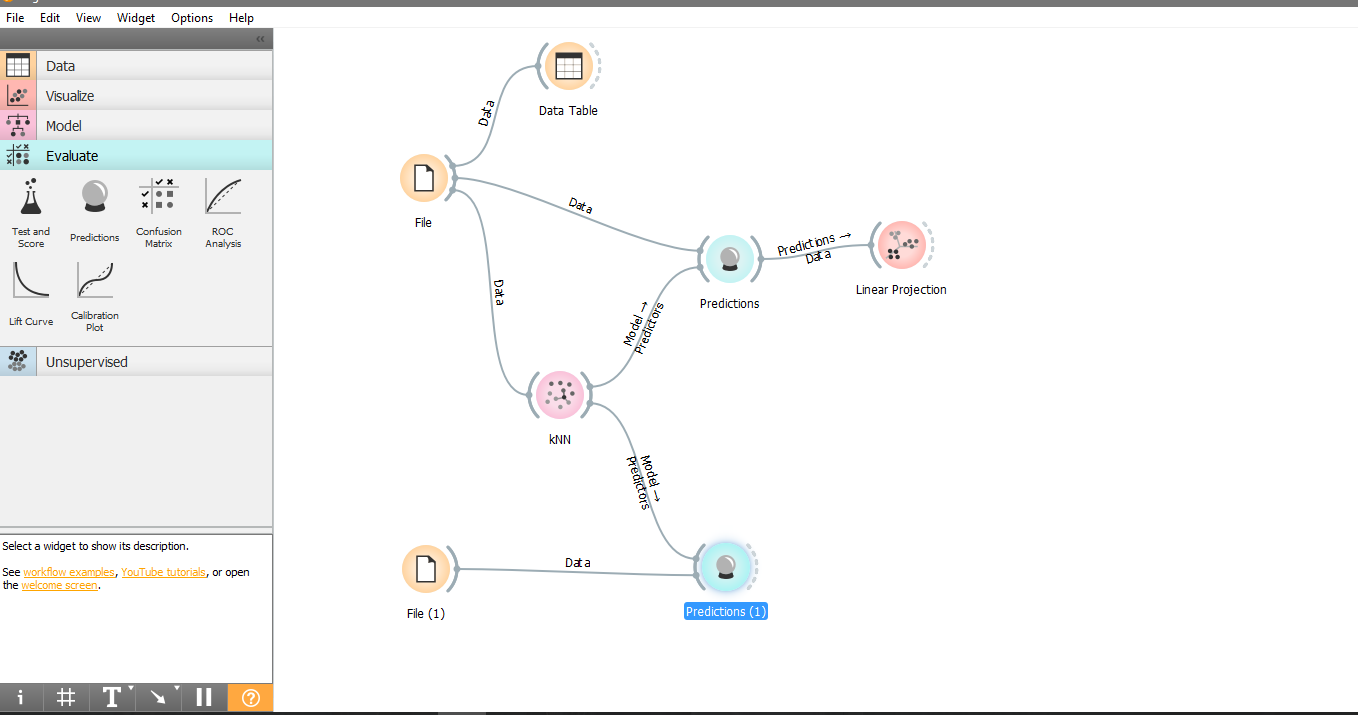 File Edit View Widget Options Help
Data
Visualize
Model
Evaluate
Test and
Score
Predictions
Confusion
Matrix
ROC
Analysis
Lift Curve
Calibration
Plot
Unsupervised
Select a widget to show its description.
See workflow examples, YouTube tutorials, or open
the welcome screen.
Data Table
Data
File
Data
Data
Predictions →
Data
Predictions
Linear Projection
Model →
Predictors
kNN
Model →
Predictors
Data
File (1)
Predictions (1)